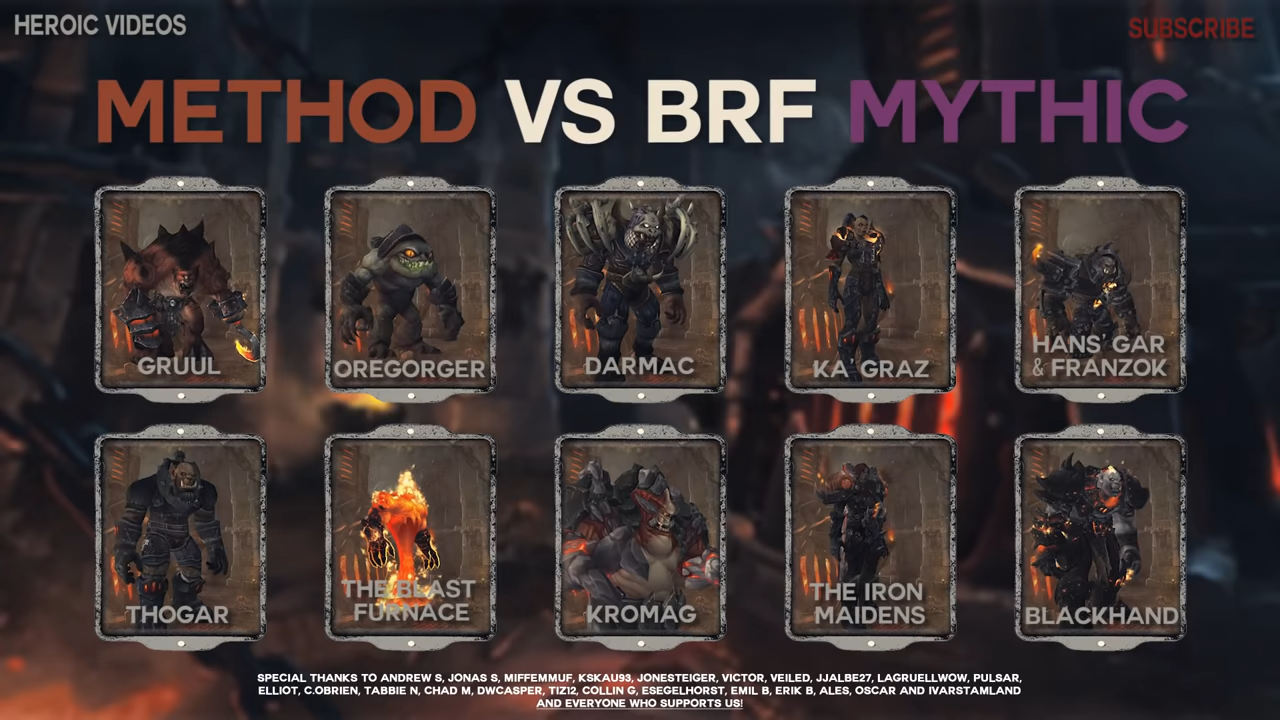 HEROIC VIDEOS
SUBSCRIBE
METHOD VS BRF MYTHIC
GRUUL
OREGORGER
DARMAC
KA GRAZ
HANS' GAR
& FRANZOK
THOGAR
THE BLAST
FURNACE
KROMAG
THE IRON
MAIDENS
BLACKHAND
SPECIAL THANKS TO ANDREW S, JONAS S, MIFFEMMUF, KSKAU93, JONESTEIGER, VICTOR, VEILED, JJALBE27, LAGRUELLWOW, PULSAR,
ELLIOT, C.OBRIEN, TABBIE N, CHAD M, DWCASPER, TIZI2, COLLIN G, ESEGELHORST, EMIL B, ERIK B, ALES, OSCAR AND IVARSTAMLAND
AND EVERYONE WHO SUPPORTS US!